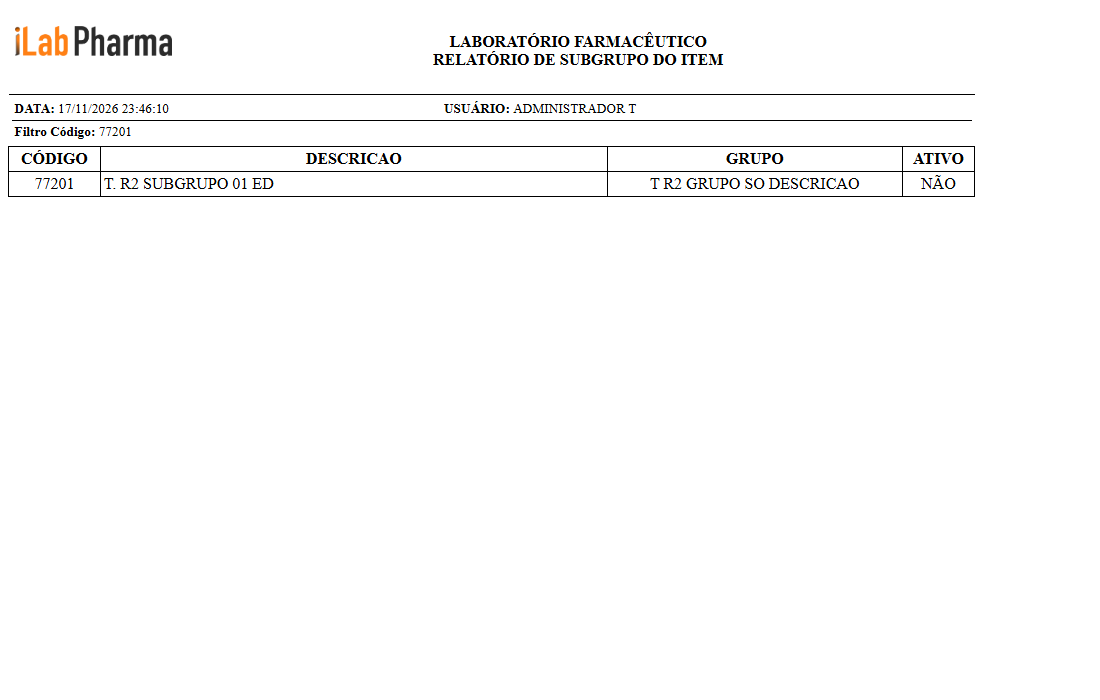 iLabPharma
LABORATÓRIO FARMACÊUTICO
RELATÓRIO DE SUBGRUPO DO ITEM
DATA: 17/11/2026 23:46:10 USUÁRIO: ADMINISTRADOR T
Filtro Código: 77201
CÓDIGO DESCRICAO GRUPO ATIVO
77201 T. R2 SUBGRUPO 01 ED T R2 GRUPO SO DESCRICAO NÃO